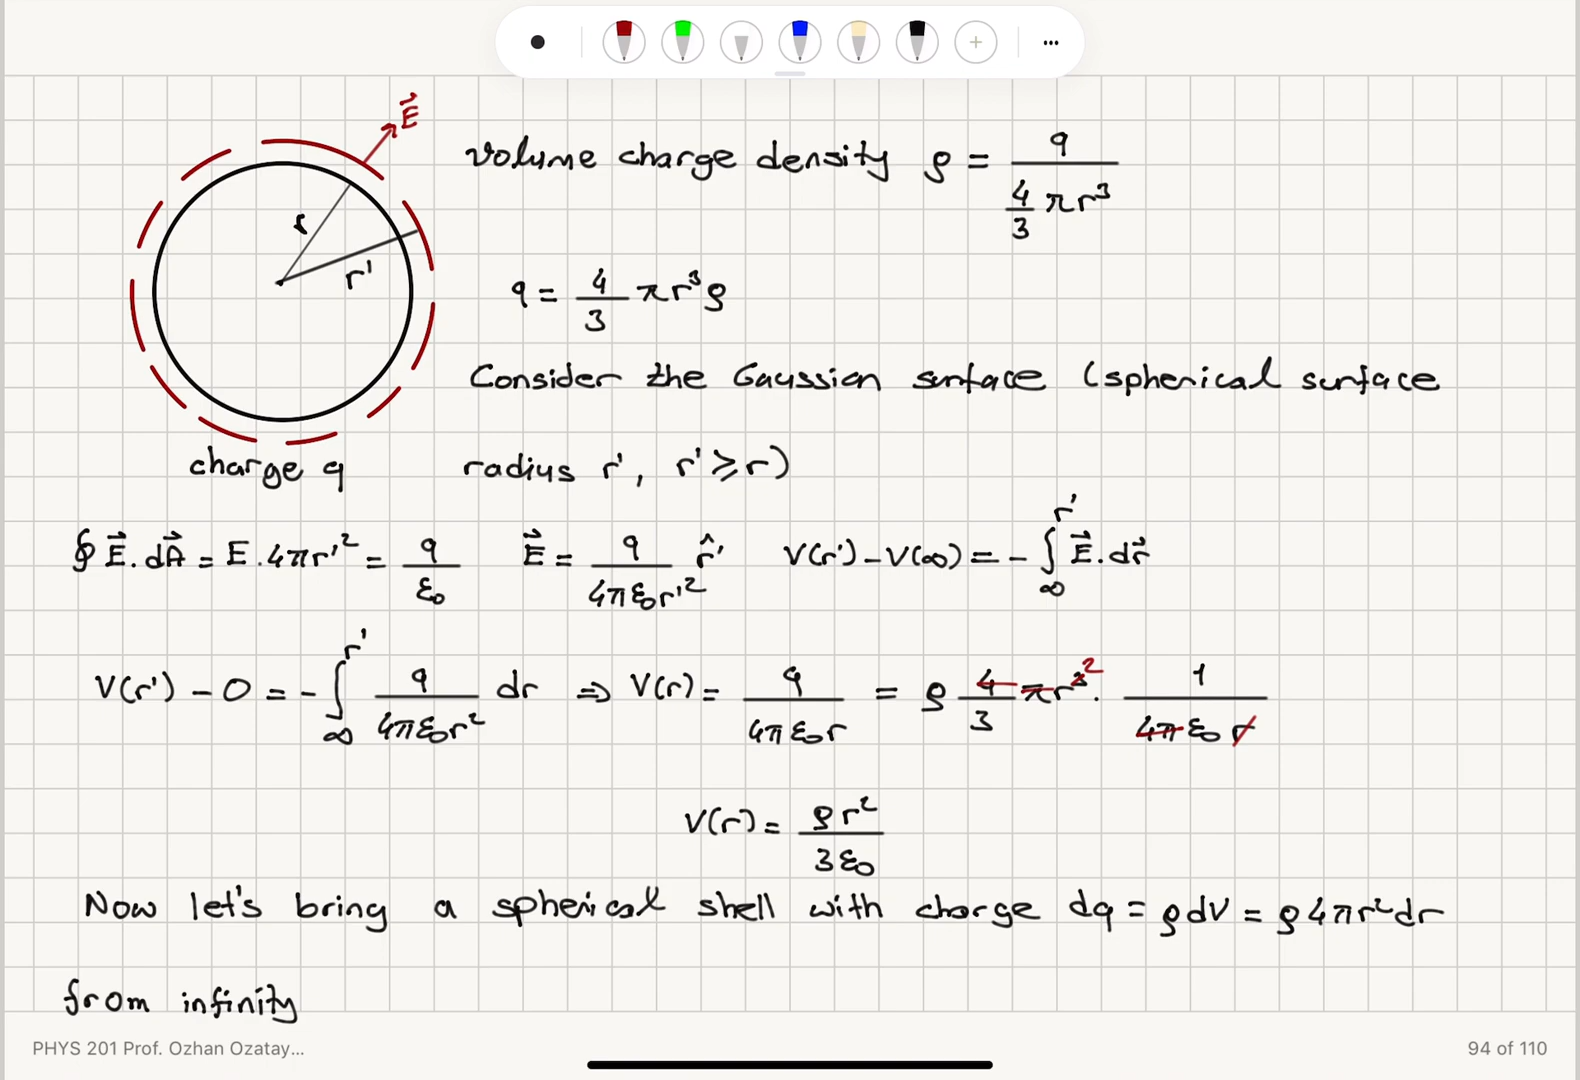 E⃗
volume charge density ρ = q / (4/3 πr³)
r
r'
q = 4/3 πr³ρ
Consider the Gaussian surface (spherical surface
charge q
radius r', r' ⩾ r)
∮ E⃗ . dA⃗ = E . 4πr'² = q/ε₀    E⃗ = q/(4πε₀r'²) r̂'    V(r') - V(∞) = - ∫_∞^r' E⃗ . dr⃗
V(r') - 0 = - ∫_∞^r' q/(4πε₀r²) dr ⇒ V(r) = q/(4πε₀r) = ρ 4/3 πr³ ² . 1/(4πε₀r)
V(r) = ρr²/(3ε₀)
Now let's bring a spherical shell with charge dq = ρdV = ρ4πr²dr
from infinity
PHYS 201 Prof. Ozhan Ozatay...
94 of 110